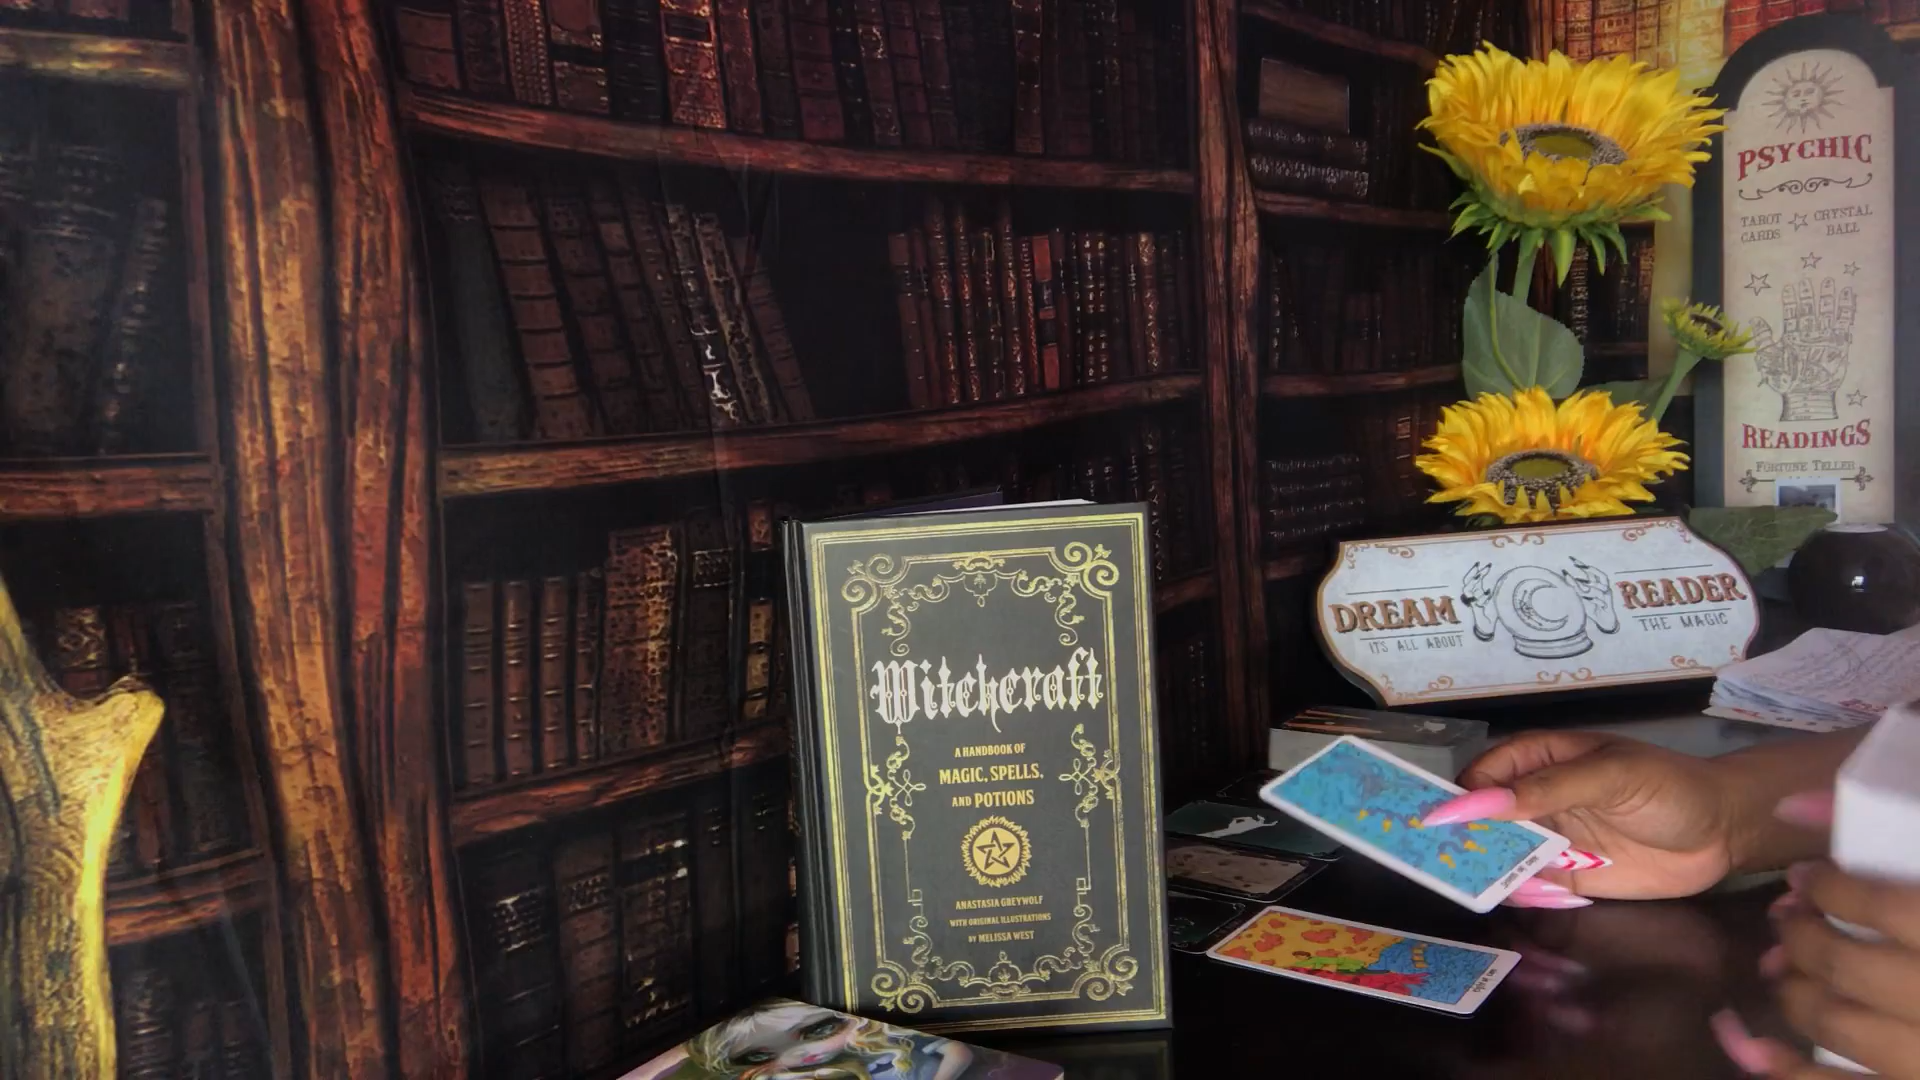 PSYCHIC
TAROT CARDS
CRYSTAL BALL
READINGS
FORTUNE TELLER
DREAM READER
IT'S ALL ABOUT THE MAGIC
Witchcraft
A HANDBOOK OF
MAGIC, SPELLS,
AND POTIONS
ANASTASIA GREYWOLF
WITH ORIGINAL ILLUSTRATIONS
BY MELISSA WEST